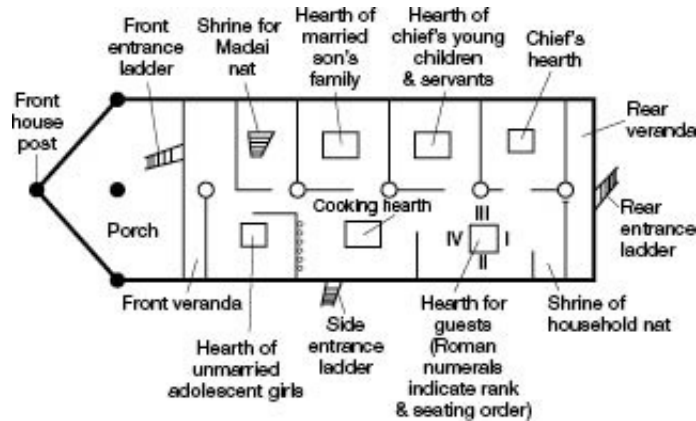 Front
entrance
ladder
Shrine for
Madai
nat
Hearth of
married
son's
family
Hearth of
chief's young
children
& servants
Chief's
hearth
Front
house
post
Rear
veranda
Cooking hearth
III
IV
I
II
Porch
Rear
entrance
ladder
Front veranda
Hearth of
unmarried
adolescent girls
Side
entrance
ladder
Hearth for
guests
(Roman
numerals
indicate rank
& seating order)
Shrine of
household nat